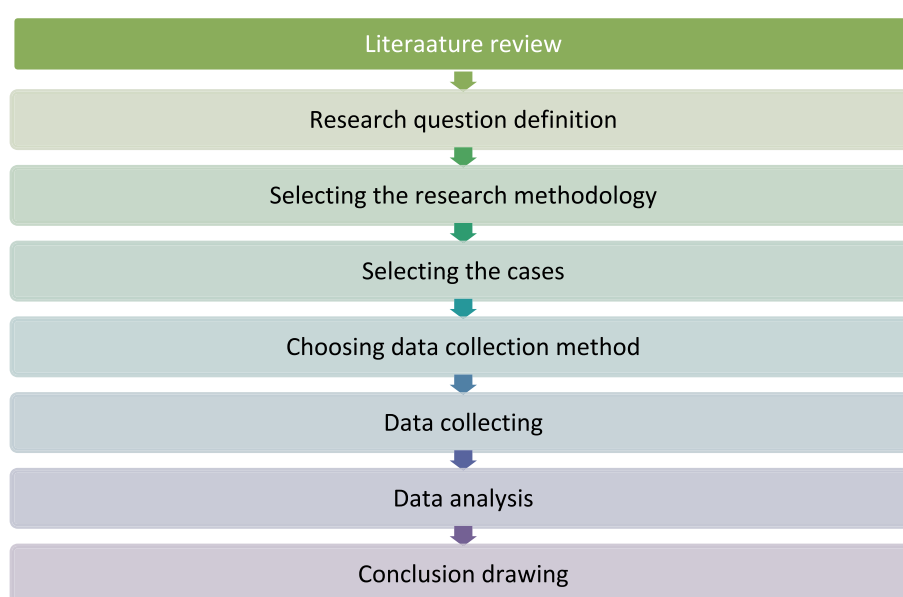 Literaature review
Research question definition
Selecting the research methodology
Selecting the cases
Choosing data collection method
Data collecting
Data analysis
Conclusion drawing